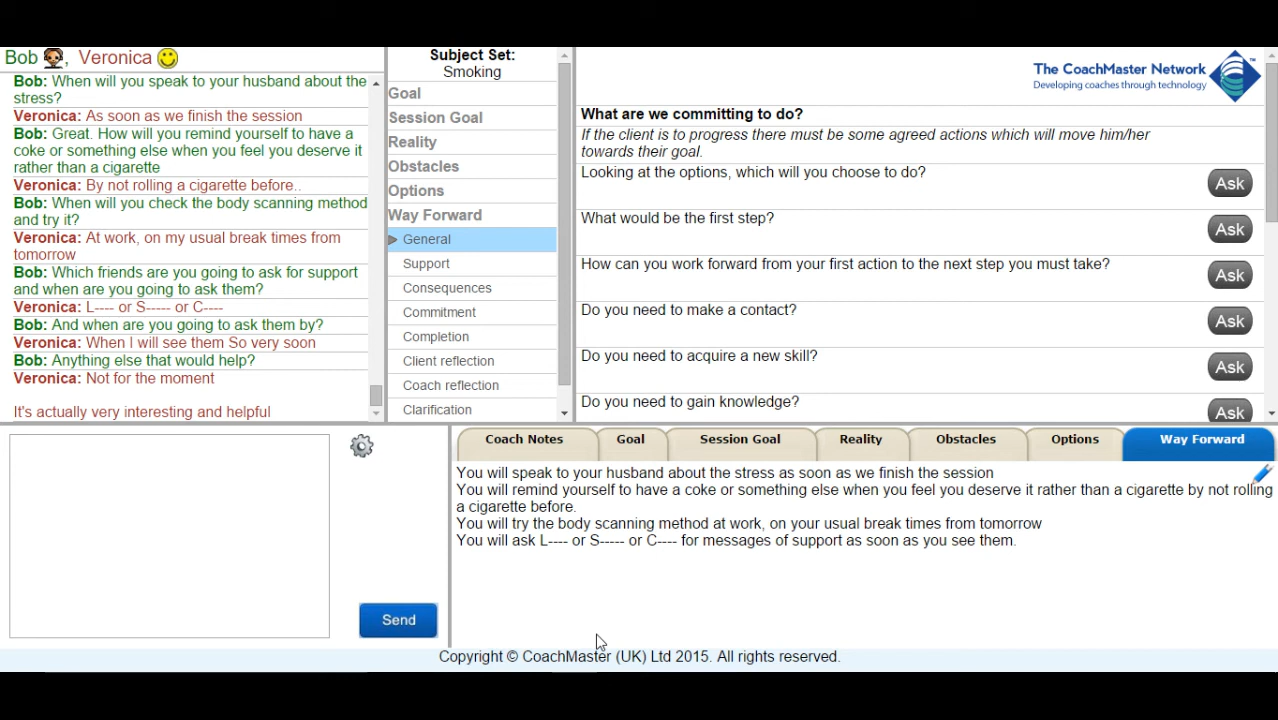 Bob , Veronica
Bob: When will you speak to your husband about the
stress?
Veronica: As soon as we finish the session
Bob: Great. How will you remind yourself to have a
coke or something else when you feel you deserve it
rather than a cigarette
Veronica: By not rolling a cigarette before..
Bob: When will you check the body scanning method
and try it?
Veronica: At work, on my usual break times from
tomorrow
Bob: Which friends are you going to ask for support
and when are you going to ask them?
Veronica: L---- or S----- or C----
Bob: And when are you going to ask them by?
Veronica: When I will see them So very soon
Bob: Anything else that would help?
Veronica: Not for the moment
It's actually very interesting and helpful
Subject Set:
Smoking
Goal
Session Goal
Reality
Obstacles
Options
Way Forward
General
Support
Consequences
Commitment
Completion
Client reflection
Coach reflection
Clarification
The CoachMaster Network
Developing coaches through technology
TM
What are we committing to do?
If the client is to progress there must be some agreed actions which will move him/her
towards their goal.
Looking at the options, which will you choose to do?
Ask
What would be the first step?
Ask
How can you work forward from your first action to the next step you must take?
Ask
Do you need to make a contact?
Ask
Do you need to acquire a new skill?
Ask
Do you need to gain knowledge?
Ask
Send
Coach Notes
Goal
Session Goal
Reality
Obstacles
Options
Way Forward
You will speak to your husband about the stress as soon as we finish the session
You will remind yourself to have a coke or something else when you feel you deserve it rather than a cigarette by not rolling
a cigarette before.
You will try the body scanning method at work, on your usual break times from tomorrow
You will ask L---- or S----- or C---- for messages of support as soon as you see them.
Copyright © CoachMaster (UK) Ltd 2015. All rights reserved.